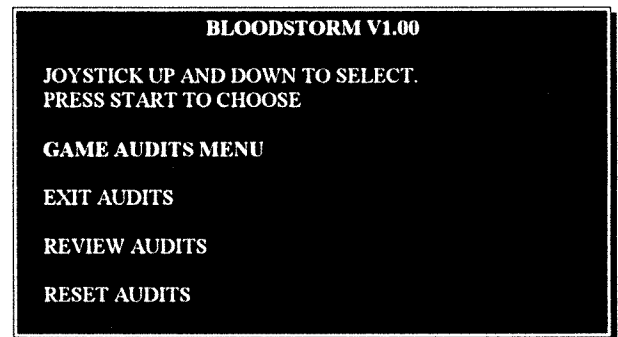 BLOODSTORM V1.00
JOYSTICK UP AND DOWN TO SELECT.
PRESS START TO CHOOSE
GAME AUDITS MENU
EXIT AUDITS
REVIEW AUDITS
RESET AUDITS